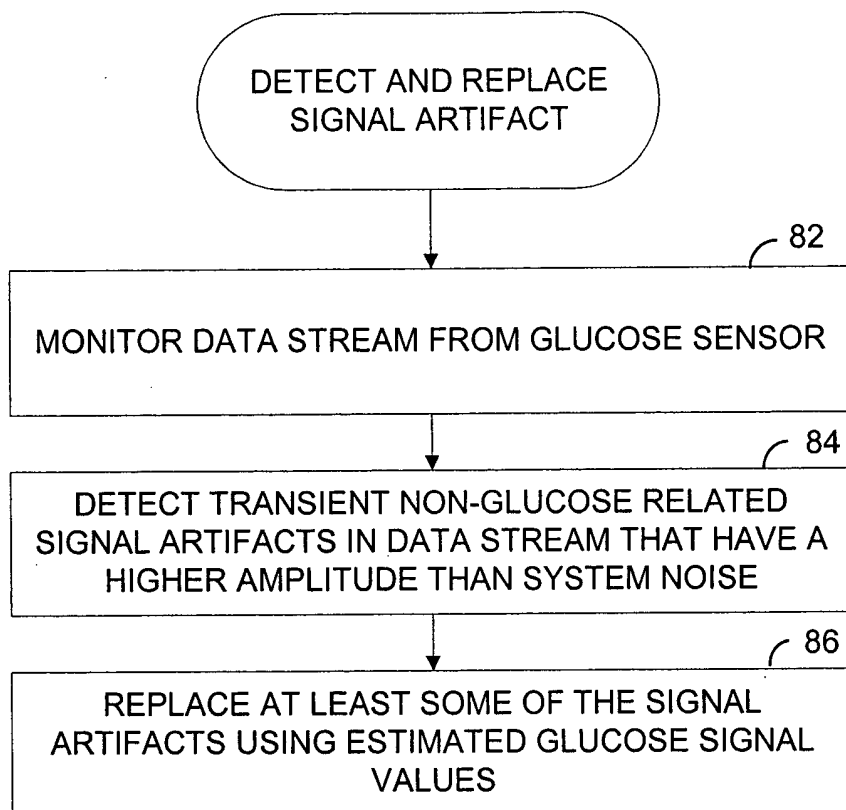 DETECT AND REPLACE
SIGNAL ARTIFACT
82
MONITOR DATA STREAM FROM GLUCOSE SENSOR
84
DETECT TRANSIENT NON-GLUCOSE RELATED
SIGNAL ARTIFACTS IN DATA STREAM THAT HAVE A
HIGHER AMPLITUDE THAN SYSTEM NOISE
86
REPLACE AT LEAST SOME OF THE SIGNAL
ARTIFACTS USING ESTIMATED GLUCOSE SIGNAL
VALUES